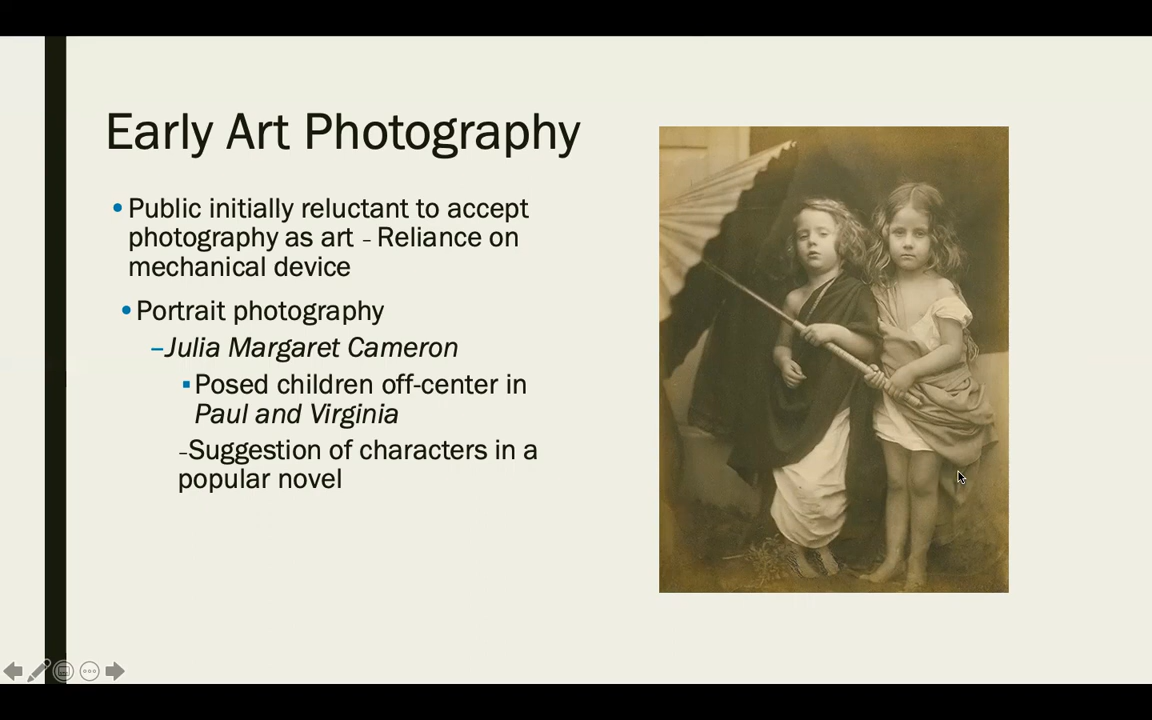 Early Art Photography
•Public initially reluctant to accept
photography as art - Reliance on
mechanical device
•Portrait photography
–Julia Margaret Cameron
▪Posed children off-center in
Paul and Virginia
-Suggestion of characters in a
popular novel